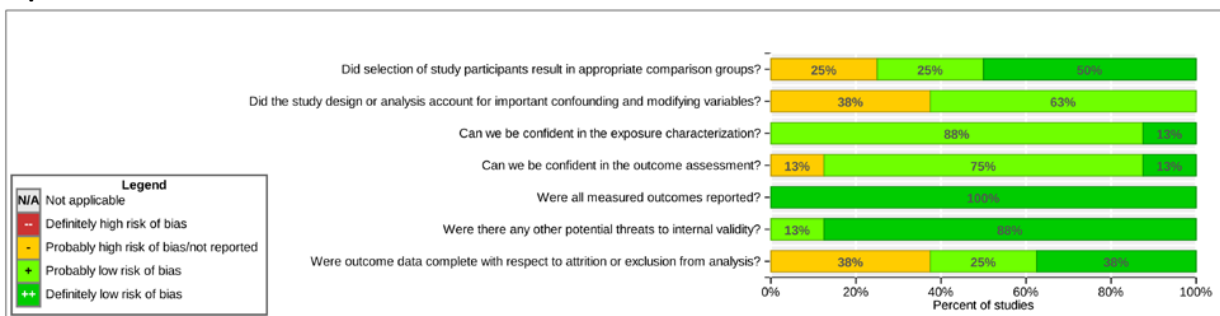 Did selection of study participants result in appropriate comparison groups? 25% 25% 50%
Did the study design or analysis account for important confounding and modifying variables? 38% 63%
Can we be confident in the exposure characterization? 88% 13%
Can we be confident in the outcome assessment? 13% 75% 13%
Were all measured outcomes reported? 100%
Were there any other potential threats to internal validity? 13% 88%
Were outcome data complete with respect to attrition or exclusion from analysis? 38% 25% 38%
0% 20% 40% 60% 80% 100%
Percent of studies
Legend
N/A Not applicable
-- Definitely high risk of bias
- Probably high risk of bias/not reported
+ Probably low risk of bias
++ Definitely low risk of bias